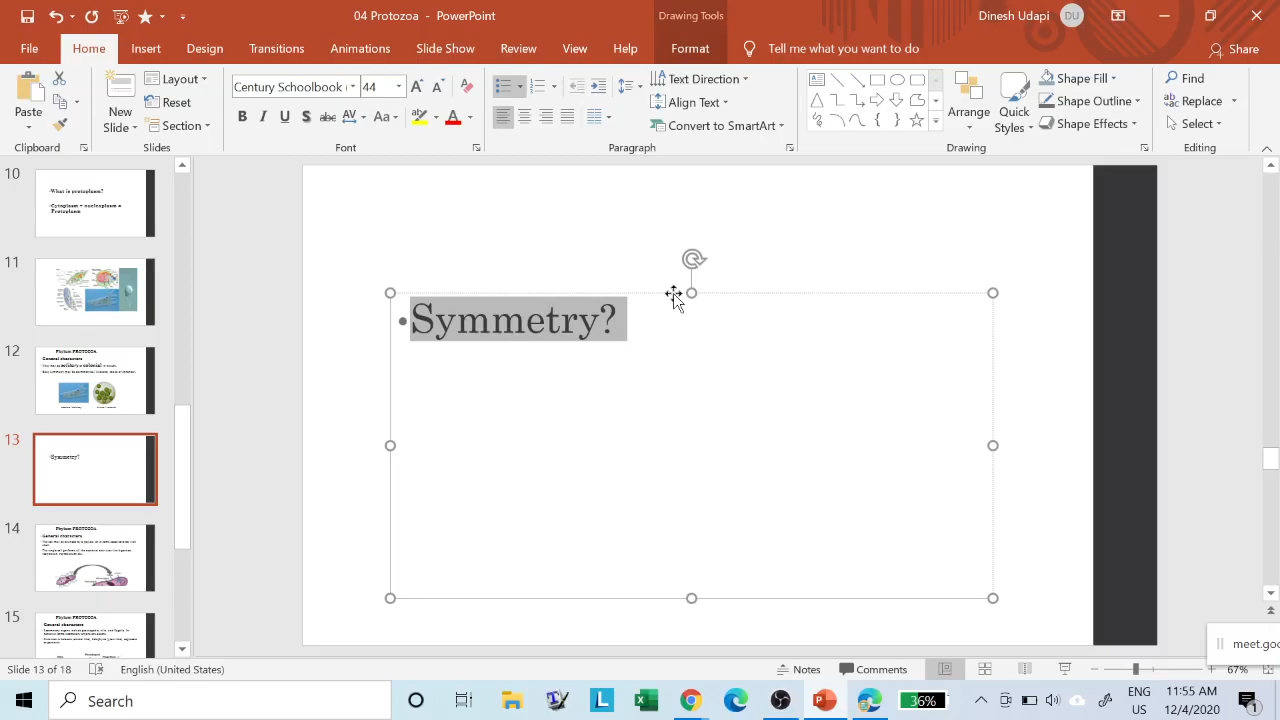 04 Protozoa - PowerPoint
Drawing Tools
Dinesh Udapi
DU
File
Home
Insert
Design
Transitions
Animations
Slide Show
Review
View
Help
Format
Tell me what you want to do
Share
Paste
Clipboard
New
Slide
Layout
Reset
Section
Slides
Century Schoolbook
44
B I U S abc AV Aa A
Font
Text Direction
Align Text
Convert to SmartArt
Paragraph
Arrange
Quick
Styles
Shape Fill
Shape Outline
Shape Effects
Drawing
Find
Replace
Select
Editing
10
•What is protoplasm?
•Cytoplasm + nucleoplasm =
Protoplasm
11
12
Phylum PROTOZOA
General characters
13
•Symmetry?
14
Phylum PROTOZOA
General characters
15
Phylum PROTOZOA
General characters
•Symmetry?
meet.goo
Slide 13 of 18
English (United States)
Notes
Comments
67%
Search
36%
ENG
US
11:55 AM
12/4/2020
1